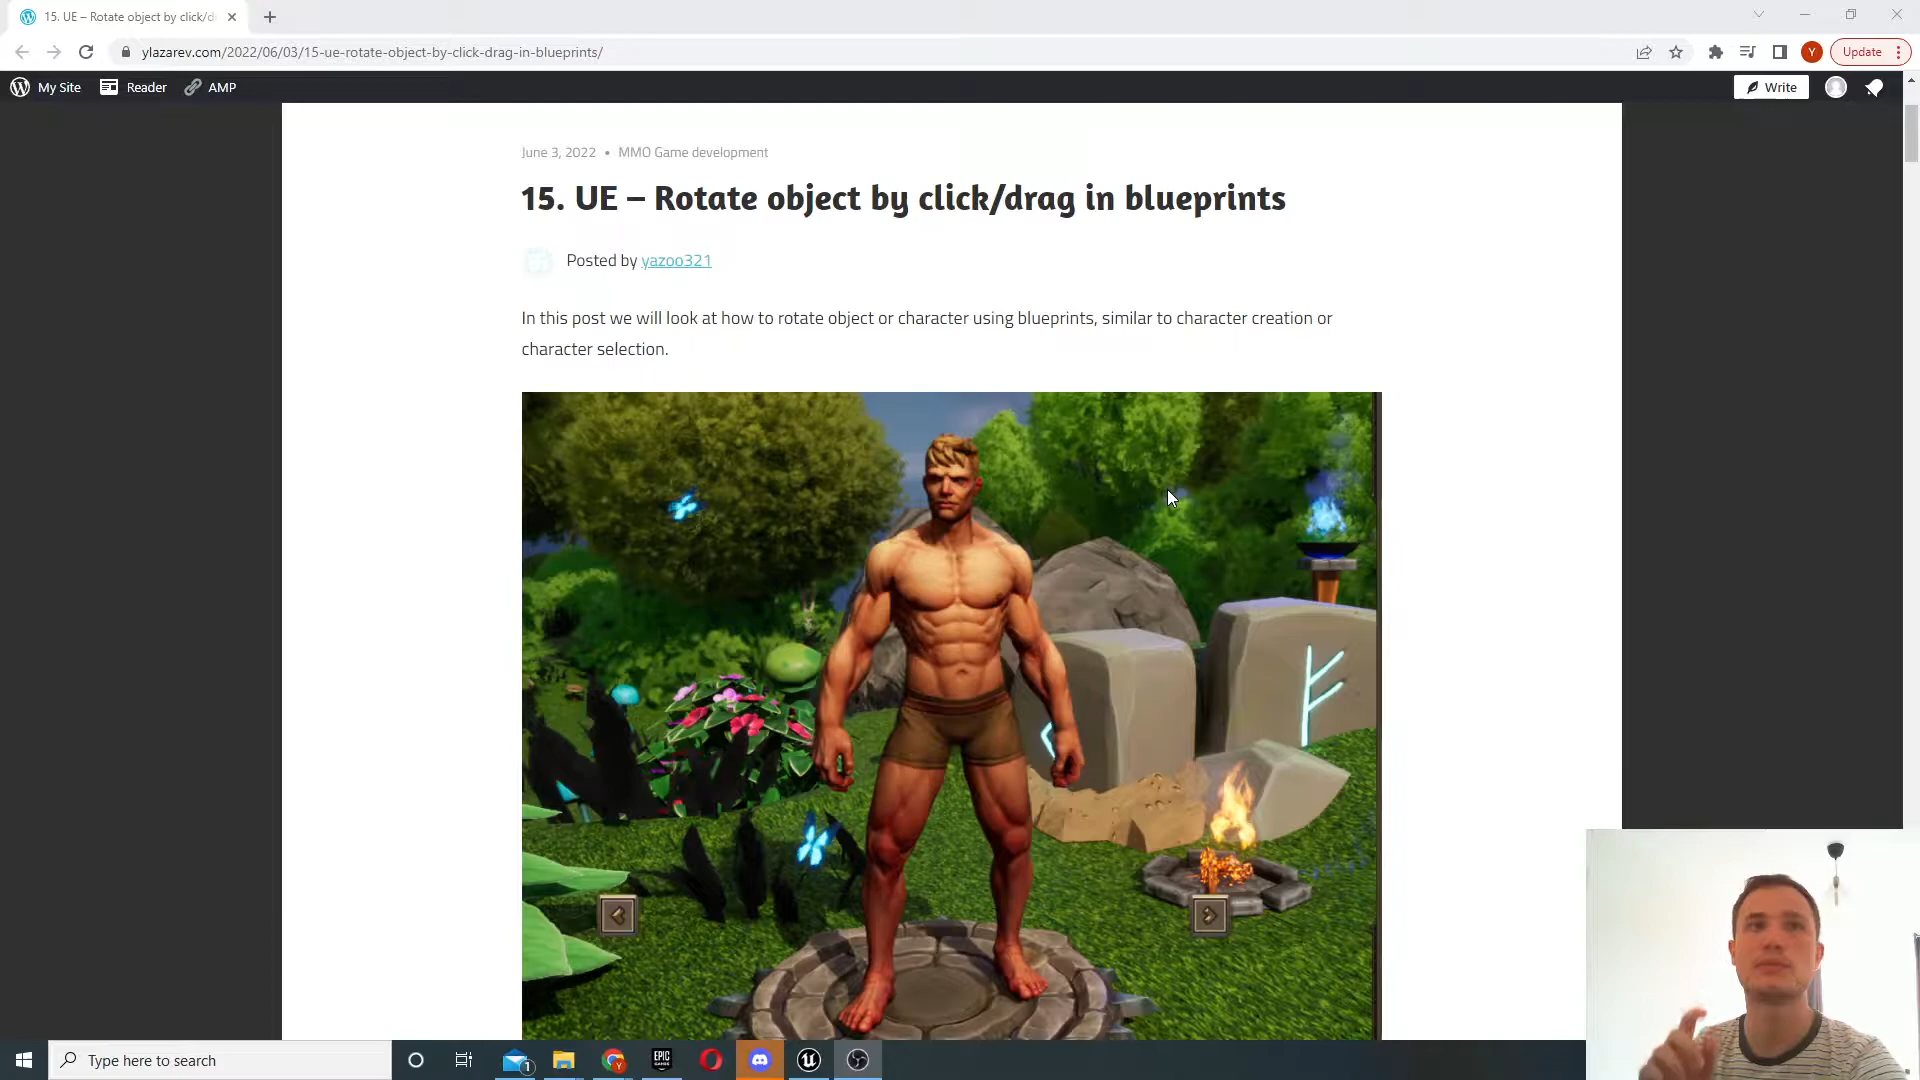 15. UE – Rotate object by click/d
ylazarev.com/2022/06/03/15-ue-rotate-object-by-click-drag-in-blueprints/
Y
Update
My Site
Reader
AMP
Write
June 3, 2022 • MMO Game development
15. UE – Rotate object by click/drag in blueprints
Posted by yazoo321
In this post we will look at how to rotate object or character using blueprints, similar to character creation or
character selection.
Type here to search
1
Y
EPIC
GAMES